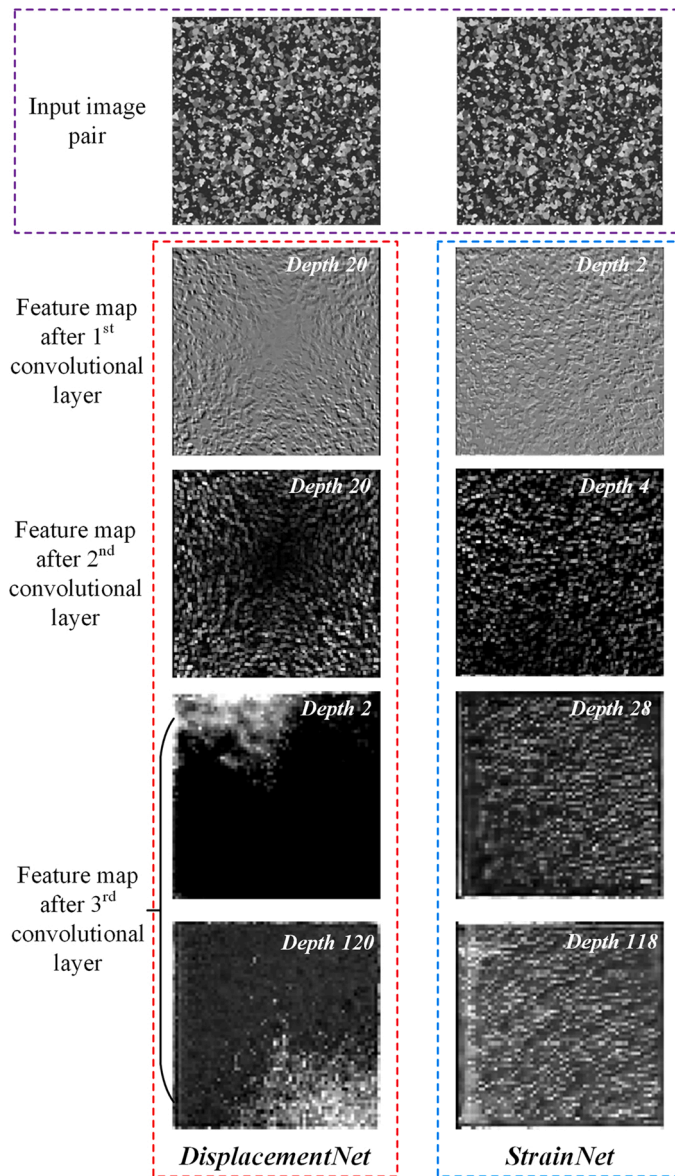 Input image
pair
Depth 20
Depth 2
Feature map
after 1st
convolutional
layer
Depth 20
Depth 4
Feature map
after 2nd
convolutional
layer
Depth 2
Depth 28
Feature map
after 3rd
convolutional
layer
Depth 120
Depth 118
DisplacementNet
StrainNet